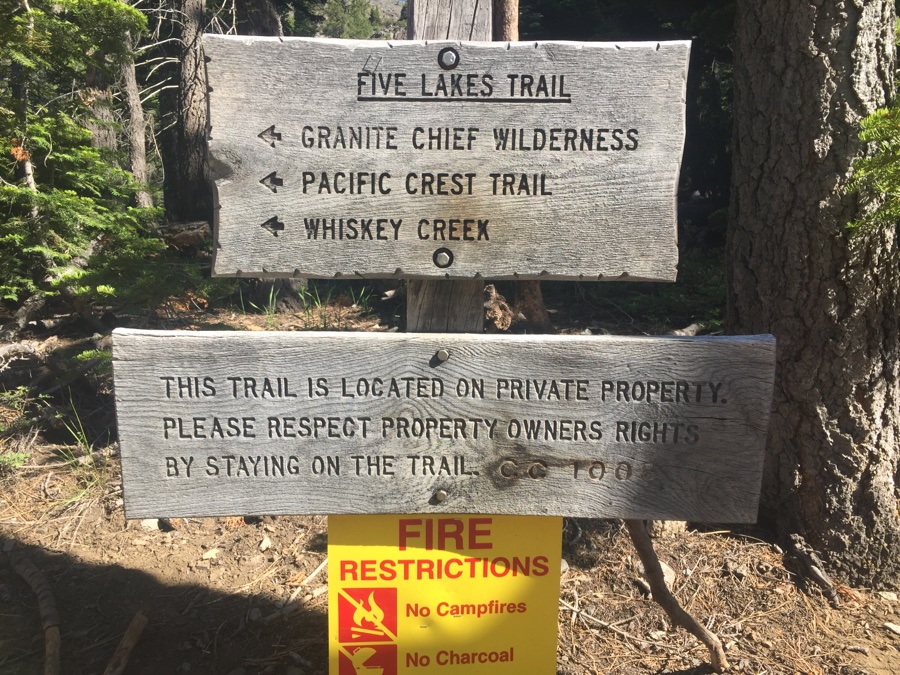 FIVE LAKES TRAIL
GRANITE CHIEF WILDERNESS
PACIFIC CREST TRAIL
WHISKEY CREEK
THIS TRAIL IS LOCATED ON PRIVATE PROPERTY.
PLEASE RESPECT PROPERTY OWNERS RIGHTS
BY STAYING ON THE TRAIL.
FIRE
RESTRICTIONS
No Campfires
No Charcoal